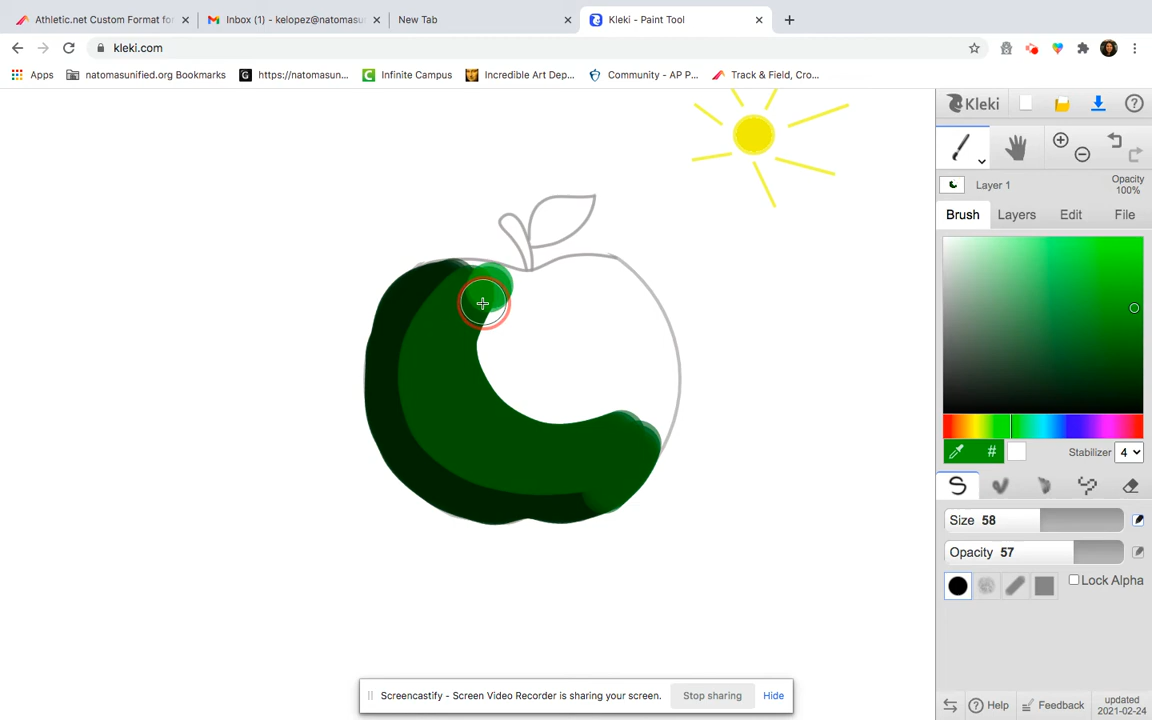 Athletic.net Custom Format for
Inbox (1) - kelopez@natomasuni
New Tab
Kleki - Paint Tool
kleki.com
Apps
natomasunified.org Bookmarks
https://natomasun...
Infinite Campus
Incredible Art Dep...
Community - AP P...
Track & Field, Cro...
Kleki
Layer 1
Opacity
100%
Brush
Layers
Edit
File
#
Stabilizer 4
Size 58
Opacity 57
Lock Alpha
Screencastify - Screen Video Recorder is sharing your screen.
Stop sharing
Hide
Help
Feedback
updated
2021-02-24